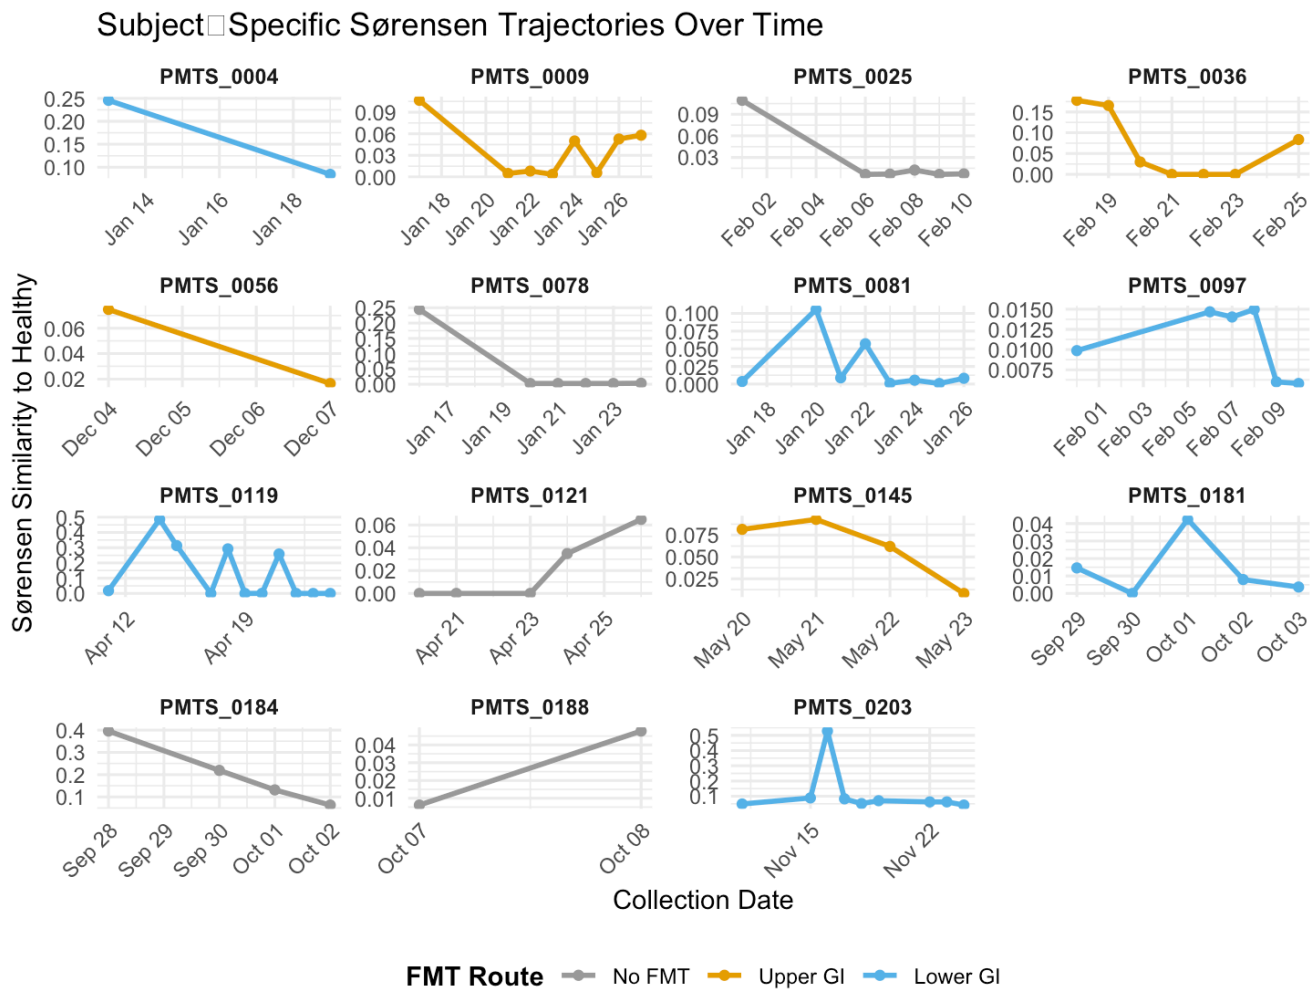 Subject□Specific Sørensen Trajectories Over Time
PMTS_0004 PMTS_0009 PMTS_0025 PMTS_0036
0.25 0.20 0.15 0.10
0.09 0.06 0.03 0.00
0.09 0.06 0.03
0.15 0.10 0.05 0.00
Jan 14 Jan 16 Jan 18
Jan 18 Jan 20 Jan 22 Jan 24 Jan 26
Feb 02 Feb 04 Feb 06 Feb 08 Feb 10
Feb 19 Feb 21 Feb 23 Feb 25
Sørensen Similarity to Healthy
PMTS_0056 PMTS_0078 PMTS_0081 PMTS_0097
0.06 0.04 0.02
0.25 0.20 0.15 0.10 0.05 0.00
0.100 0.075 0.050 0.025 0.000
0.0150 0.0125 0.0100 0.0075
Dec 04 Dec 05 Dec 06 Dec 07
Jan 17 Jan 19 Jan 21 Jan 23
Jan 18 Jan 20 Jan 22 Jan 24 Jan 26
Feb 01 Feb 03 Feb 05 Feb 07 Feb 09
PMTS_0119 PMTS_0121 PMTS_0145 PMTS_0181
0.5 0.4 0.3 0.2 0.1 0.0
0.06 0.04 0.02 0.00
0.075 0.050 0.025
0.04 0.03 0.02 0.01 0.00
Apr 12 Apr 19
Apr 21 Apr 23 Apr 25
May 20 May 21 May 22 May 23
Sep 29 Sep 30 Oct 01 Oct 02 Oct 03
PMTS_0184 PMTS_0188 PMTS_0203
0.4 0.3 0.2 0.1
0.04 0.03 0.02 0.01
0.5 0.4 0.3 0.2 0.1
Sep 28 Sep 29 Sep 30 Oct 01 Oct 02
Oct 07 Oct 08
Nov 15 Nov 22
Collection Date
FMT Route No FMT Upper GI Lower GI